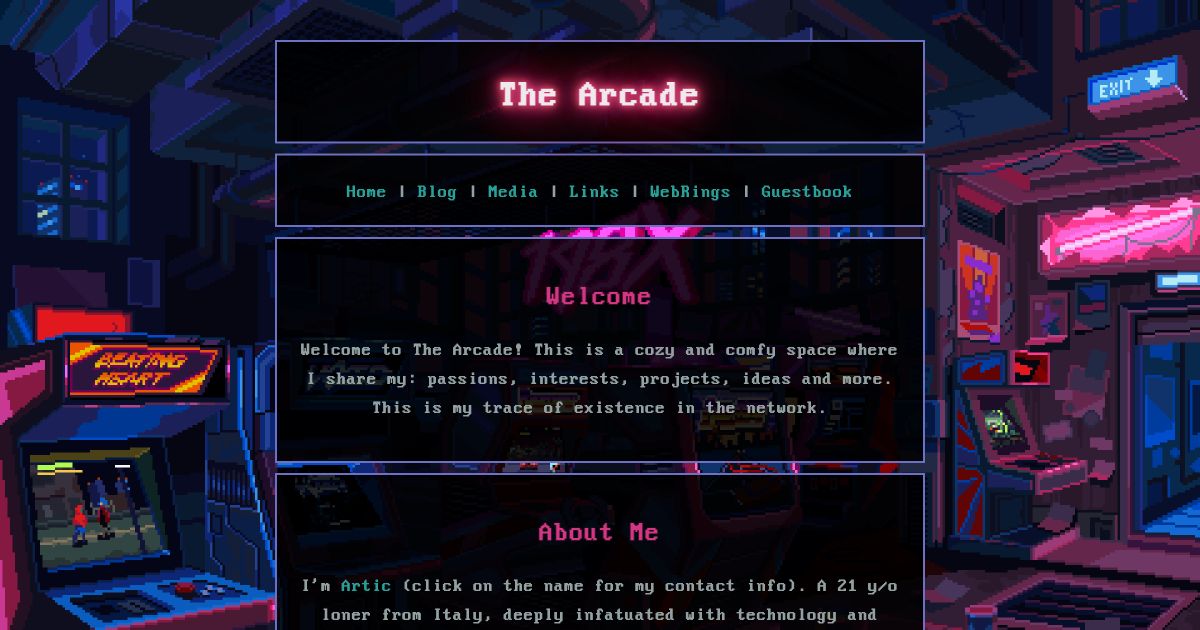 The Arcade
Home | Blog | Media | Links | WebRings | Guestbook
Welcome
Welcome to The Arcade! This is a cozy and comfy space where
I share my: passions, interests, projects, ideas and more.
This is my trace of existence in the network.
About Me
I'm Artic (click on the name for my contact info). A 21 y/o
loner from Italy, deeply infatuated with technology and
EXIT
BEATING
HEART